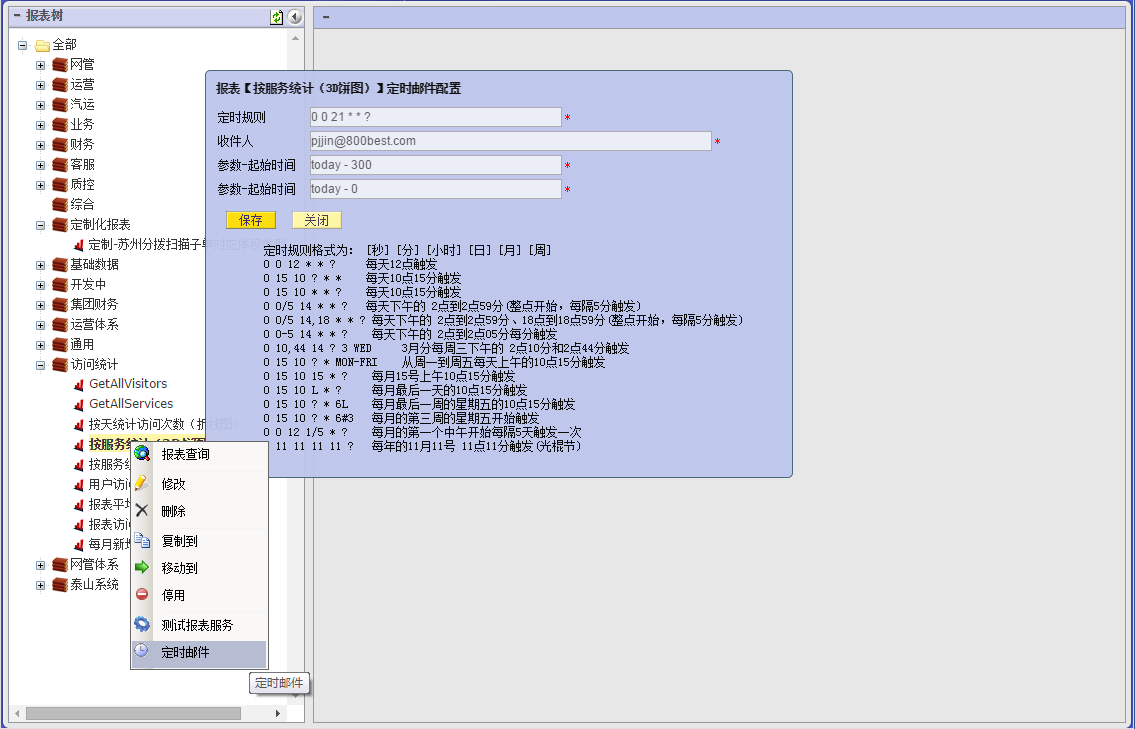 报表树
全部
网管
运营
汽运
业务
财务
客服
质控
综合
定制化报表
定制-苏州分拨扫描子单对应体积
基础数据
开发中
集团财务
运营体系
通用
访问统计
GetAllVisitors
GetAllServices
按天统计访问次数（折线图）
按服务统计（3D饼图
按服务
用户访
报表平
报表访
每月新
网管体系
泰山系统
报表【按服务统计（3D饼图）】定时邮件配置
定时规则 0 0 21 * * ? *
收件人 pjjin@800best.com *
参数-起始时间 today - 300 *
参数-起始时间 today - 0 *
保存 关闭
定时规则格式为: [秒] [分] [小时] [日] [月] [周]
0 0 12 * * ? 每天12点触发
0 15 10 ? * * 每天10点15分触发
0 15 10 * * ? 每天10点15分触发
0 0/5 14 * * ? 每天下午的 2点到2点59分(整点开始，每隔5分触发)
0 0/5 14,18 * * ? 每天下午的 2点到2点59分、18点到18点59分(整点开始，每隔5分触发)
0 0-5 14 * * ? 每天下午的 2点到2点05分每分触发
0 10,44 14 ? 3 WED 3月分每周三下午的 2点10分和2点44分触发
0 15 10 ? * MON-FRI 从周一到周五每天上午的10点15分触发
0 15 10 15 * ? 每月15号上午10点15分触发
0 15 10 L * ? 每月最后一天的10点15分触发
0 15 10 ? * 6L 每月最后一周的星期五的10点15分触发
0 15 10 ? * 6#3 每月的第三周的星期五开始触发
0 0 12 1/5 * ? 每月的第一个中午开始每隔5天触发一次
11 11 11 11 ? 每年的11月11号 11点11分触发(光棍节)
报表查询
修改
删除
复制到
移动到
停用
测试报表服务
定时邮件
定时邮件